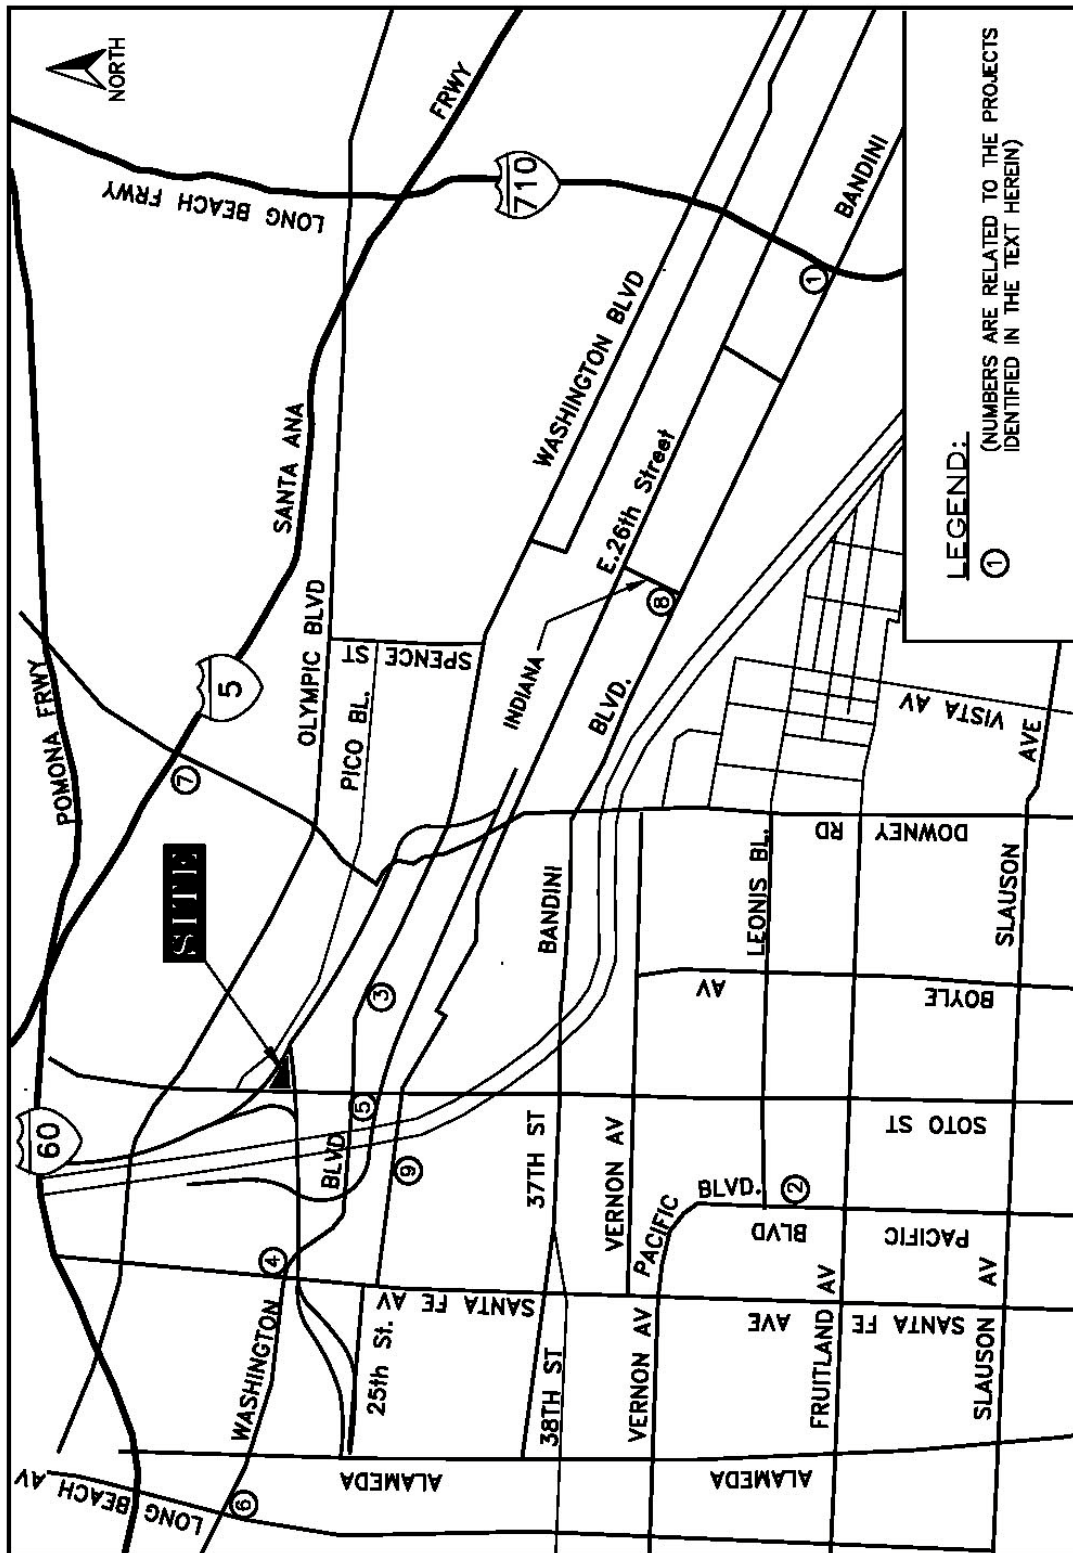 NORTH
LONG BEACH FRWY
FRWY
710
POMONA FRWY
SANTA ANA
5
OLYMPIC BLVD
PICO BL.
SPENCE
ST
WASHINGTON BLVD
E.26th Street
INDIANA
BLVD.
BANDINI
1
8
7
SITE
3
5
9
4
6
2
60
BLVD
WASHINGTON
LONG BEACH AV
25th St.
SANTA FE AV
ALAMEDA
ALAMEDA
37TH ST
38TH ST
BANDINI
VERNON AV
VERNON AV
PACIFIC
BLVD.
BLVD
PACIFIC
LEONIS BL.
DOWNEY
RD
VISTA AV
BOYLE
AV
SOTO ST
FRUITLAND AV
SANTA FE
AVE
SLAUSON
AVE
SLAUSON AV
LEGEND:
1
(NUMBERS ARE RELATED TO THE PROJECTS
IDENTIFIED IN THE TEXT HEREIN)